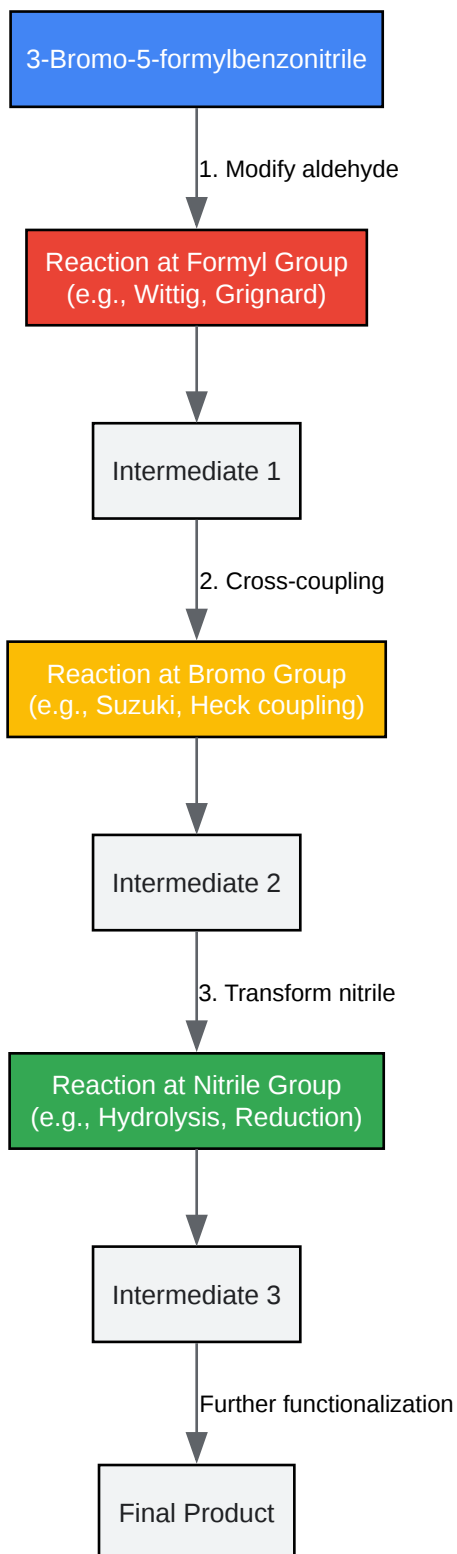 3-Bromo-5-formylbenzonitrile
1. Modify aldehyde
Reaction at Formyl Group
(e.g., Wittig, Grignard)
Intermediate 1
2. Cross-coupling
Reaction at Bromo Group
(e.g., Suzuki, Heck coupling)
Intermediate 2
3. Transform nitrile
Reaction at Nitrile Group
(e.g., Hydrolysis, Reduction)
Intermediate 3
Further functionalization
Final Product